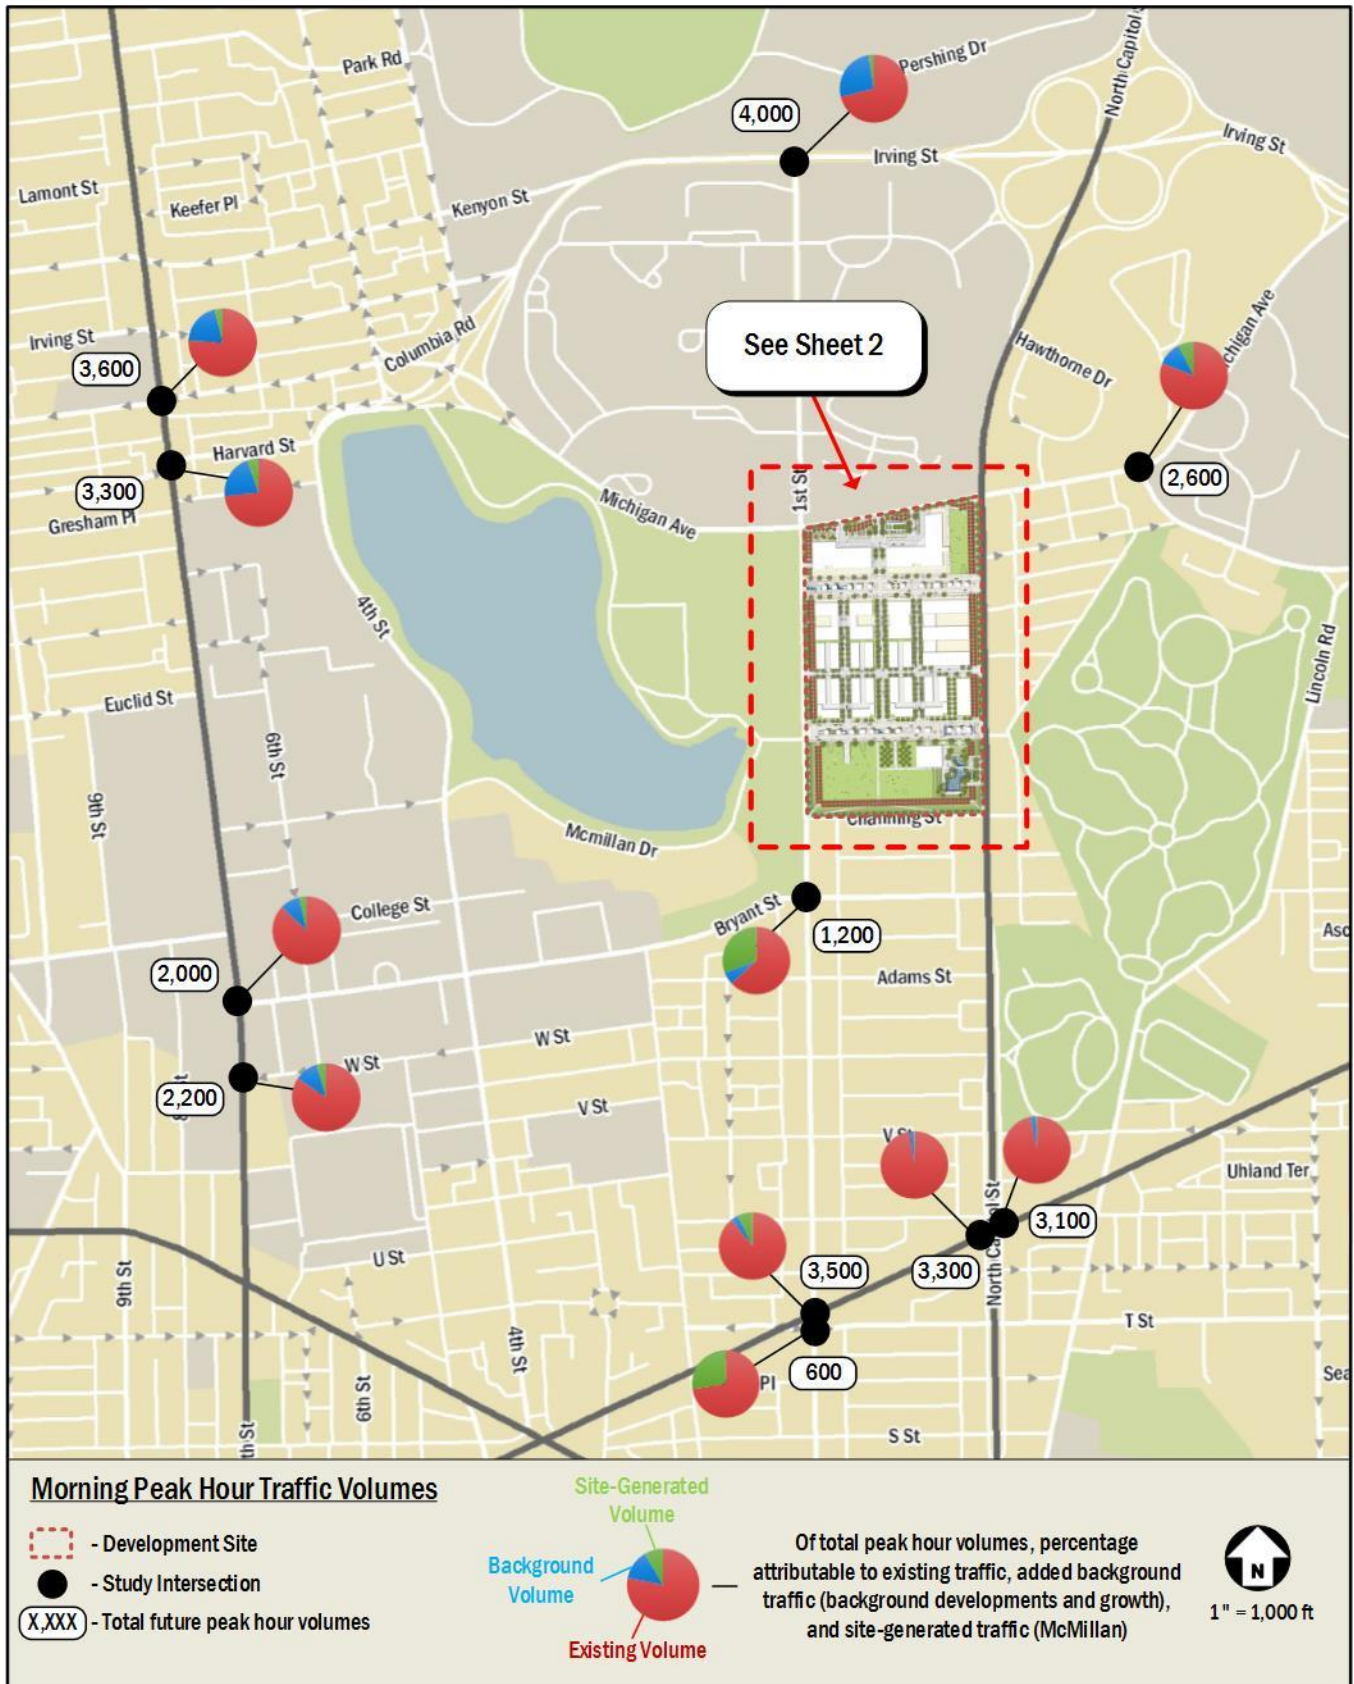 Park Rd
Pershing Dr
North Capitol
4,000
Irving St
Irving St
Lamont St
Keefer Pl
Kenyon St
See Sheet 2
Irving St
3,600
Columbia Rd
Hawthorne Dr
chigan Ave
Harvard St
3,300
Gresham Pl
Michigan Ave
1st St
2,600
4th St
Euclid St
6th St
Lincoln Rd
9th St
Mcmillan Dr
Channing St
College St
Bryant St
1,200
Asc
2,000
Adams St
W St
W St
2,200
V St
V St
Uhland Ter
3,100
U St
3,500
3,300
North Ca ol St
9th St
T St
4th St
600
Pl
Sea
6th St
th St
S St
Morning Peak Hour Traffic Volumes
- Development Site
- Study Intersection
X,XXX - Total future peak hour volumes
Site-Generated
Volume
Background
Volume
Existing Volume
Of total peak hour volumes, percentage
attributable to existing traffic, added background
traffic (background developments and growth),
and site-generated traffic (McMillan)
N
1" = 1,000 ft